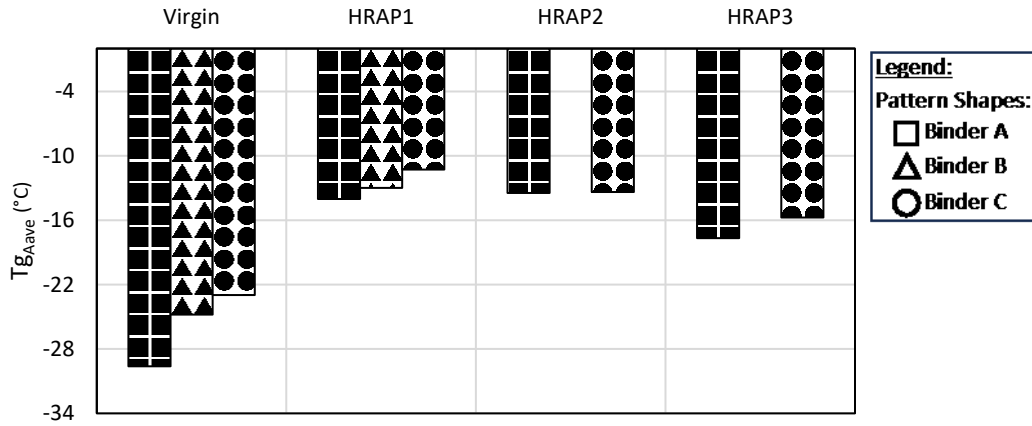 Virgin HRAP1 HRAP2 HRAP3
-4
-10
-16
-22
-28
-34
Tg_Aave (°C)
Legend:
Pattern Shapes:
Binder A
Binder B
Binder C